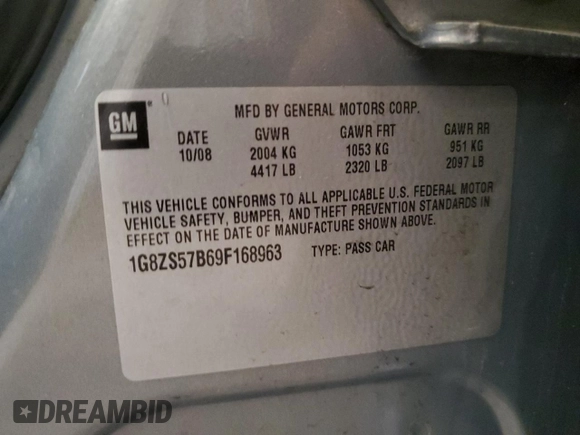 GM
MFD BY GENERAL MOTORS CORP.
DATE GVWR GAWR FRT GAWR RR
10/08 2004 KG 1053 KG 951 KG
4417 LB 2320 LB 2097 LB
THIS VEHICLE CONFORMS TO ALL APPLICABLE U.S. FEDERAL MOTOR
VEHICLE SAFETY, BUMPER, AND THEFT PREVENTION STANDARDS IN
EFFECT ON THE DATE OF MANUFACTURE SHOWN ABOVE.
1G8ZS57B69F168963 TYPE: PASS CAR
DREAMBID